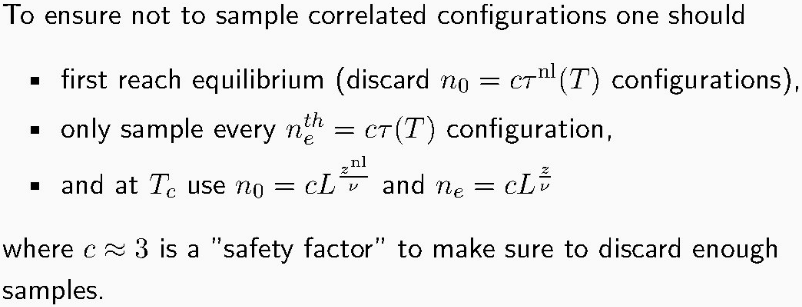 To ensure not to sample correlated configurations one should
▪ first reach equilibrium (discard $n_0 = c\tau^{\mathrm{nl}}(T)$ configurations),
▪ only sample every $n_e^{th} = c\tau(T)$ configuration,
▪ and at $T_c$ use $n_0 = cL^{\frac{z^{\mathrm{nl}}}{\nu}}$ and $n_e = cL^{\frac{z}{\nu}}$
where $c \approx 3$ is a "safety factor" to make sure to discard enough
samples.